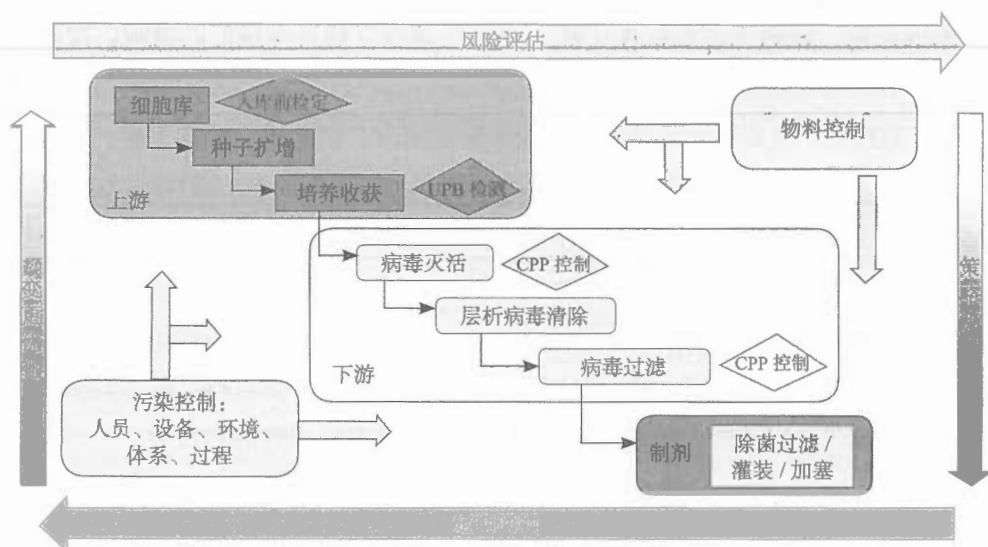 风险评估
细胞库
入库前检定
种子扩增
培养收获
UPB 检测
上游
物料控制
病毒灭活
CPP 控制
层析病毒清除
病毒过滤
CPP 控制
下游
污染控制：
人员、设备、环境、
体系、过程
制剂
除菌过滤 /
灌装 / 加塞